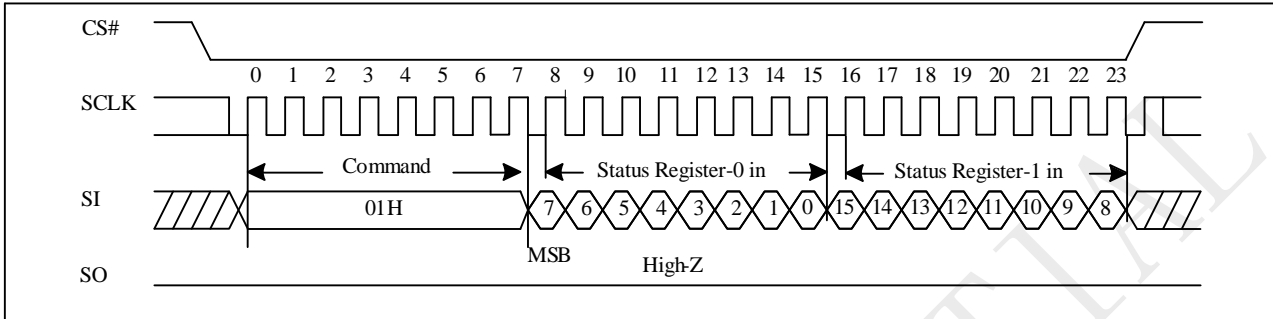 CS#
0 1 2 3 4 5 6 7 8 9 10 11 12 13 14 15 16 17 18 19 20 21 22 23
SCLK
Command Status Register-0 in Status Register-1 in
SI 01H 7 6 5 4 3 2 1 0 15 14 13 12 11 10 9 8
MSB High-Z
SO
TIAL